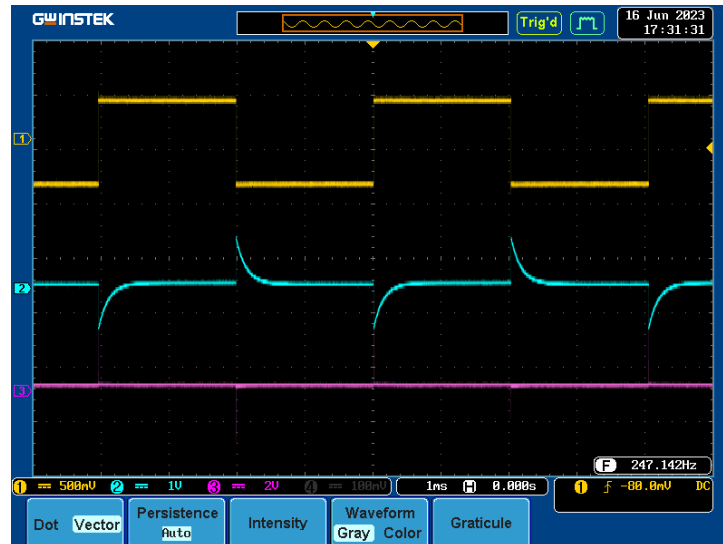 GWINSTEK
Trig'd
16 Jun 2023
17:31:31
1
2
3
F 247.142Hz
1 500mV 2 1V 3 2V 4 100mV 1ms H 0.000s 1 -80.0mV DC
Dot Vector
Persistence
Auto
Intensity
Waveform
Gray Color
Graticule